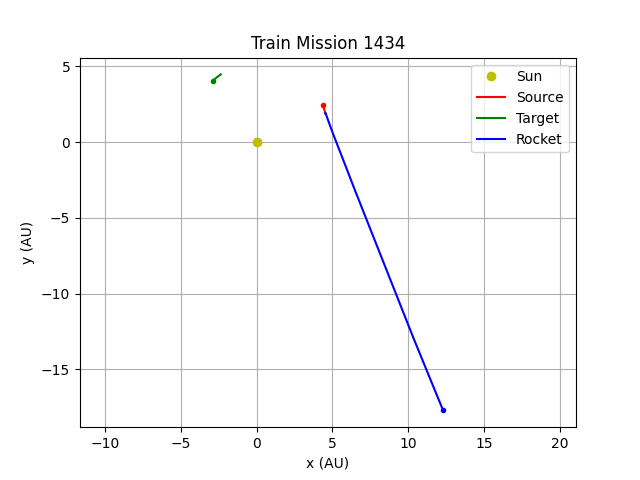 Train Mission 1434
Sun
Source
Target
Rocket
5
0
−5
−10
−15
y (AU)
−10
−5
0
5
10
15
20
x (AU)